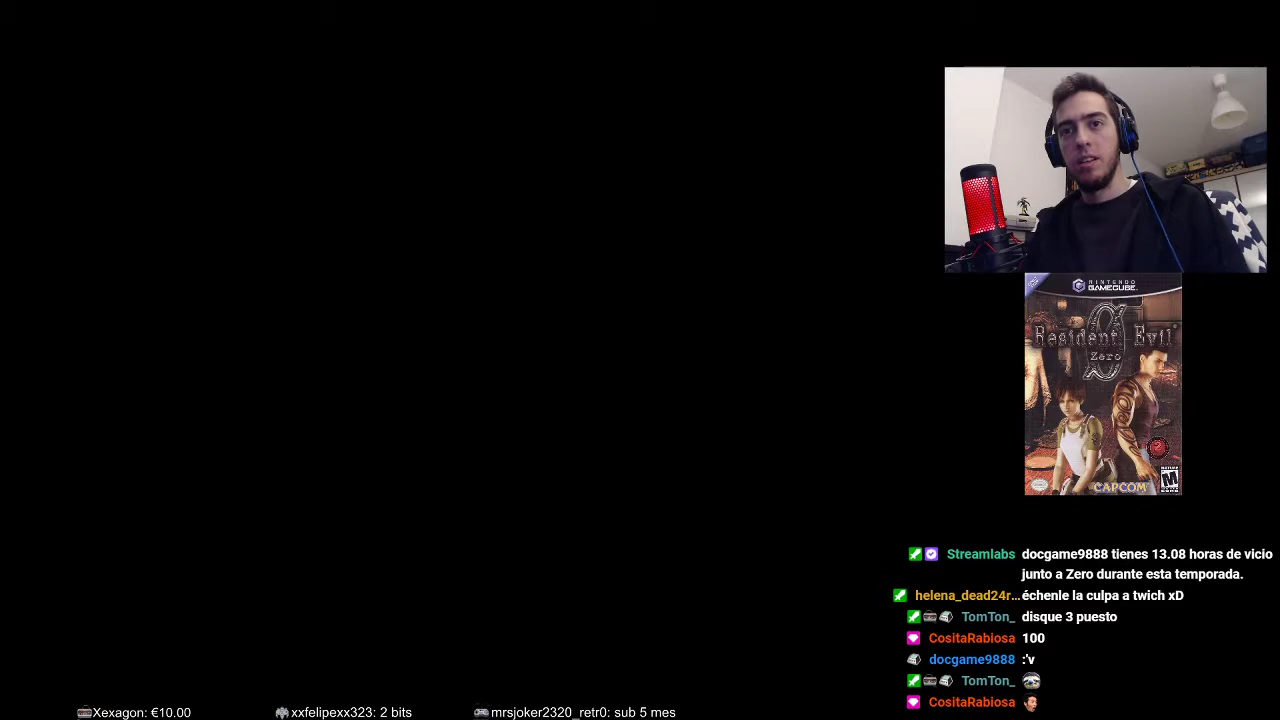 NINTENDO
GAMECUBE.
Resident Evil
Zero
MATURE
M
CAPCOM
Streamlabs docgame9888 tienes 13.08 horas de vicio
junto a Zero durante esta temporada.
helena_dead24r... échenle la culpa a twich xD
TomTon_ disque 3 puesto
CositaRabiosa 100
docgame9888 :'v
TomTon_
CositaRabiosa
Xexagon: €10.00 xxfelipexx323: 2 bits mrsjoker2320_retr0: sub 5 mes